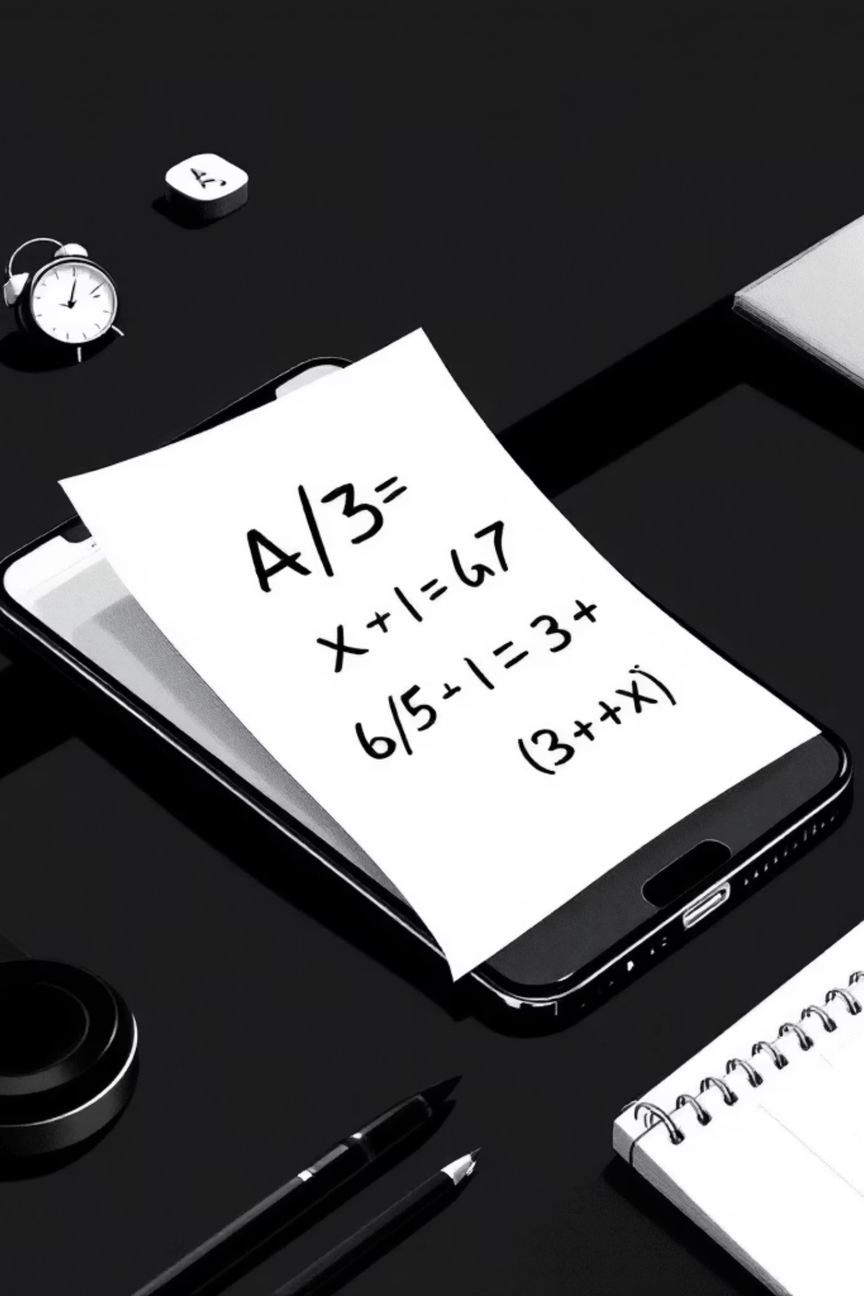 A/3=
x+1=67
6/5-1=3+
(3++x)